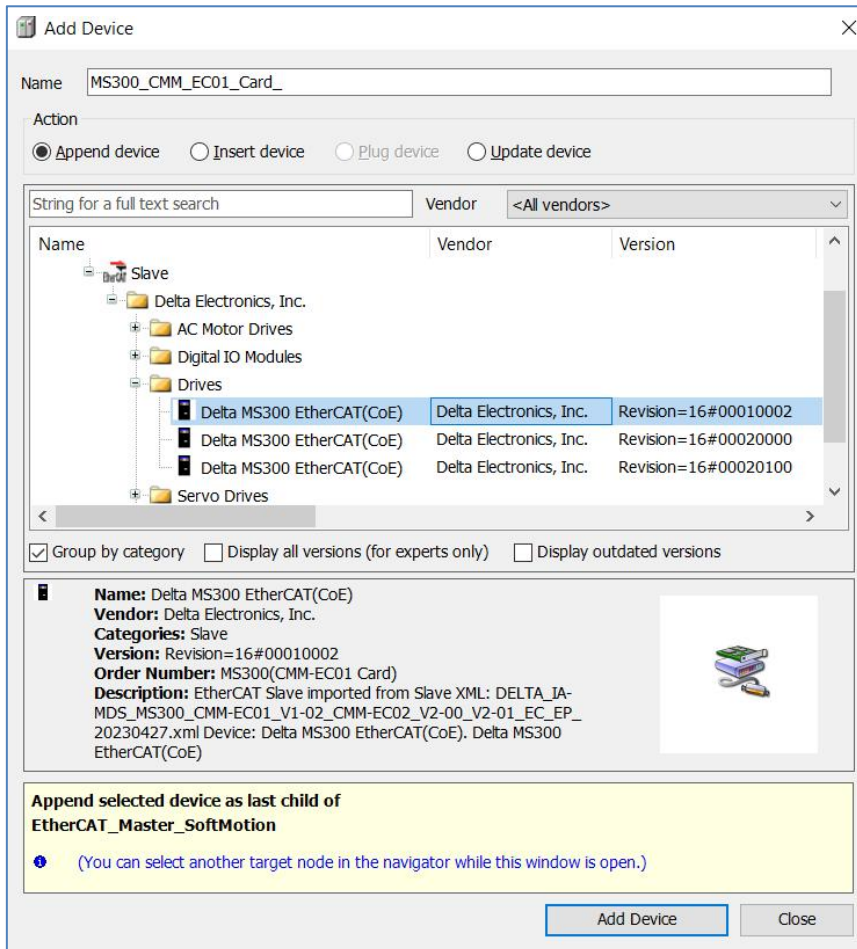 Add Device
Name MS300_CMM_EC01_Card_
Action
Append device Insert device Plug device Update device
String for a full text search Vendor <All vendors>
Name Vendor Version
EtherCAT Slave
Delta Electronics, Inc.
AC Motor Drives
Digital IO Modules
Drives
Delta MS300 EtherCAT(CoE) Delta Electronics, Inc. Revision=16#00010002
Delta MS300 EtherCAT(CoE) Delta Electronics, Inc. Revision=16#00020000
Delta MS300 EtherCAT(CoE) Delta Electronics, Inc. Revision=16#00020100
Servo Drives
Group by category Display all versions (for experts only) Display outdated versions
Name: Delta MS300 EtherCAT(CoE)
Vendor: Delta Electronics, Inc.
Categories: Slave
Version: Revision=16#00010002
Order Number: MS300(CMM-EC01 Card)
Description: EtherCAT Slave imported from Slave XML: DELTA_IA-
MDS_MS300_CMM-EC01_V1-02_CMM-EC02_V2-00_V2-01_EC_EP_
20230427.xml Device: Delta MS300 EtherCAT(CoE). Delta MS300
EtherCAT(CoE)
Append selected device as last child of
EtherCAT_Master_SoftMotion
(You can select another target node in the navigator while this window is open.)
Add Device Close